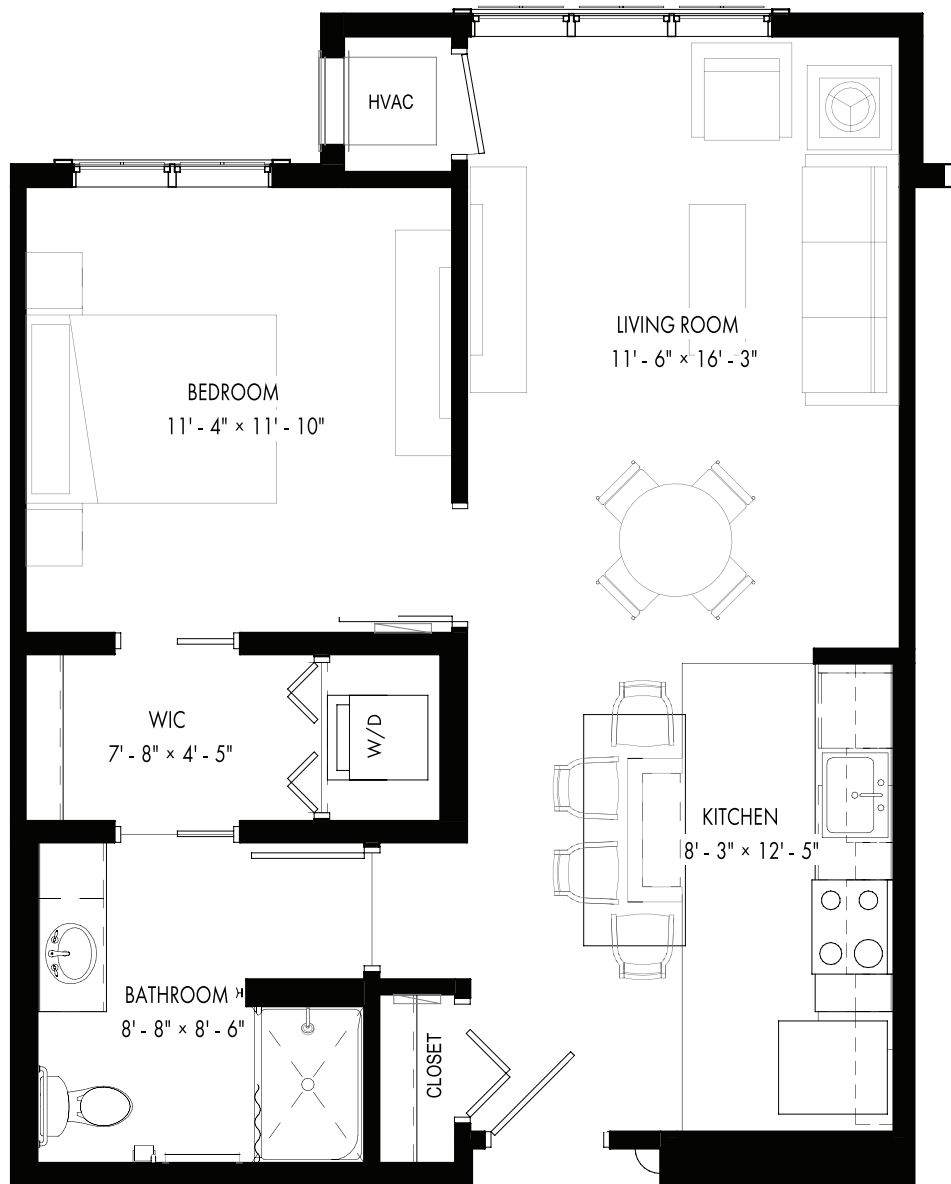 HVAC
LIVING ROOM
11' - 6" × 16' - 3"
BEDROOM
11' - 4" × 11' - 10"
WIC
7' - 8" × 4' - 5"
W/D
KITCHEN
8' - 3" × 12' - 5"
BATHROOM
8' - 8" × 8' - 6"
CLOSET